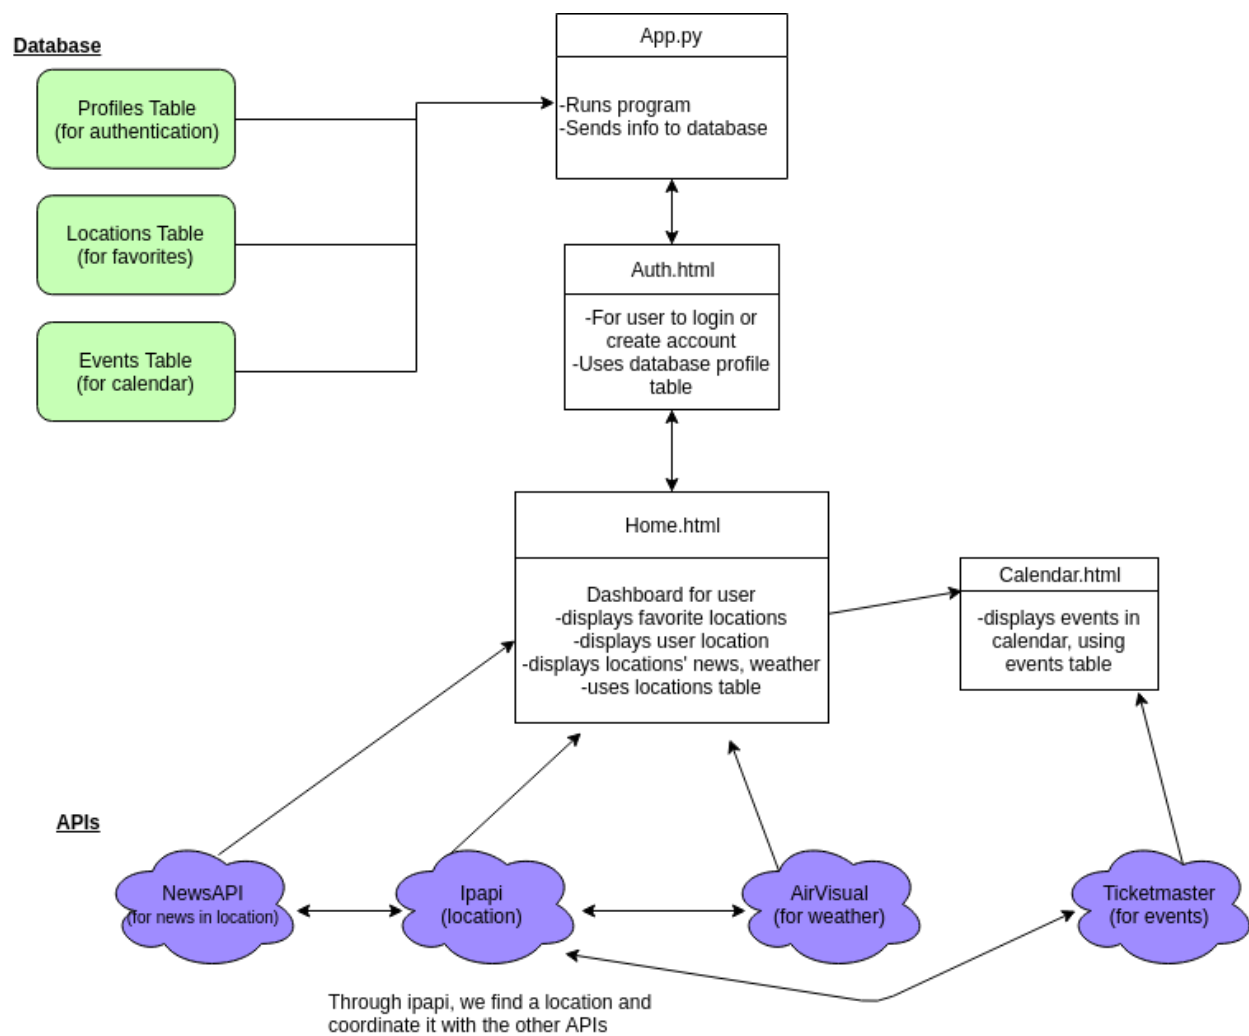 Database
Profiles Table
(for authentication)
Locations Table
(for favorites)
Events Table
(for calendar)
App.py
-Runs program
-Sends info to database
Auth.html
-For user to login or
create account
-Uses database profile
table
Home.html
Dashboard for user
-displays favorite locations
-displays user location
-displays locations' news, weather
-uses locations table
Calendar.html
-displays events in
calendar, using
events table
APIs
NewsAPI
(for news in location)
Ipapi
(location)
AirVisual
(for weather)
Ticketmaster
(for events)
Through ipapi, we find a location and
coordinate it with the other APIs